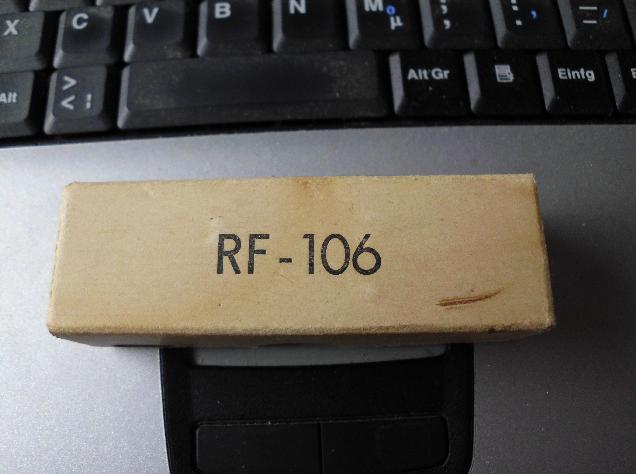 X C V B N M µ ; , : .
Alt > < | Alt Gr Einfg
RF-106